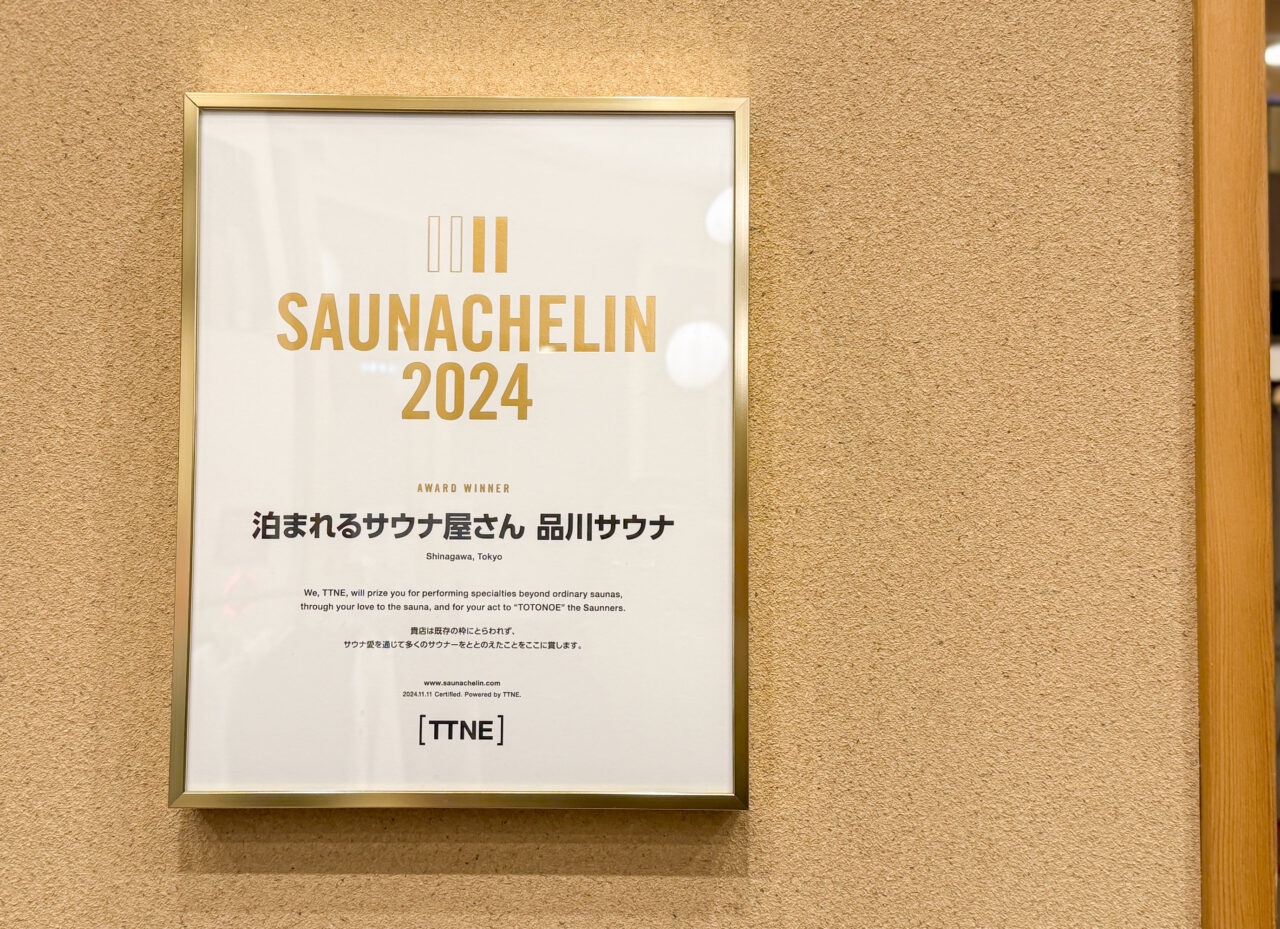 SAUNACHELIN
2024
AWARD WINNER
泊まれるサウナ屋さん 品川サウナ
Shinagawa, Tokyo
We, TTNE, will prize you for performing specialties beyond ordinary saunas,
through your love to the sauna, and for your act to “TOTONOE” the Saunners.
貴店は既存の枠にとらわれず、
サウナ愛を通じて多くのサウナーをととのえたことをここに賞します。
www.saunachelin.com
2024.11.11 Certified. Powered by TTNE.
[TTNE]